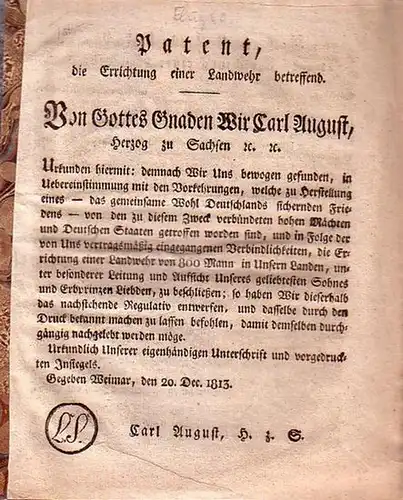 Patent,
die Errichtung einer Landwehr betreffend.
Von Gottes Gnaden Wir Carl August,
Herzog zu Sachsen ꝛc. ꝛc.
Urkunden hiermit: demnach Wir Uns bewogen gefunden, in
Uebereinstimmung mit den Vorkehrungen, welche zu Herstellung
eines — das gemeinsame Wohl Deutschlands sichernden Frie-
dens — von den zu diesem Zweck verbündeten hohen Mächten
und Deutschen Staaten getroffen worden sind, und in Folge der
von Uns vertragsmäßig eingegangenen Verbindlichkeiten, die Er-
richtung einer Landwehr von 800 Mann in Unsern Landen, un-
ter besonderer Leitung und Aufsicht Unseres geliebtesten Sohnes
und Erbprinzen Liebden, zu beschließen; so haben Wir dieserhalb
das nachstehende Regulativ entwerfen, und dasselbe durch den
Druck bekannt machen zu lassen befohlen, damit demselben durch-
gängig nachgelebt werden möge.
Urkundlich Unserer eigenhändigen Unterschrift und vorgedruck-
ten Insiegels.
Gegeben Weimar, den 20. Dec. 1813.
L.S. Carl August, H. z. S.